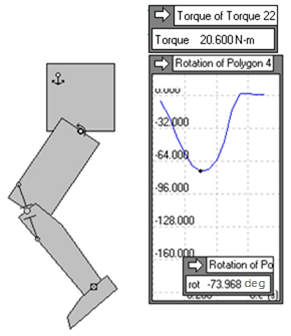 Torque of Torque 22
Torque 20.600 N-m
Rotation of Polygon 4
0.000
-32.000
-64.000
-96.000
-128.000
-160.000
Rotation of Po
rot -73.968 deg